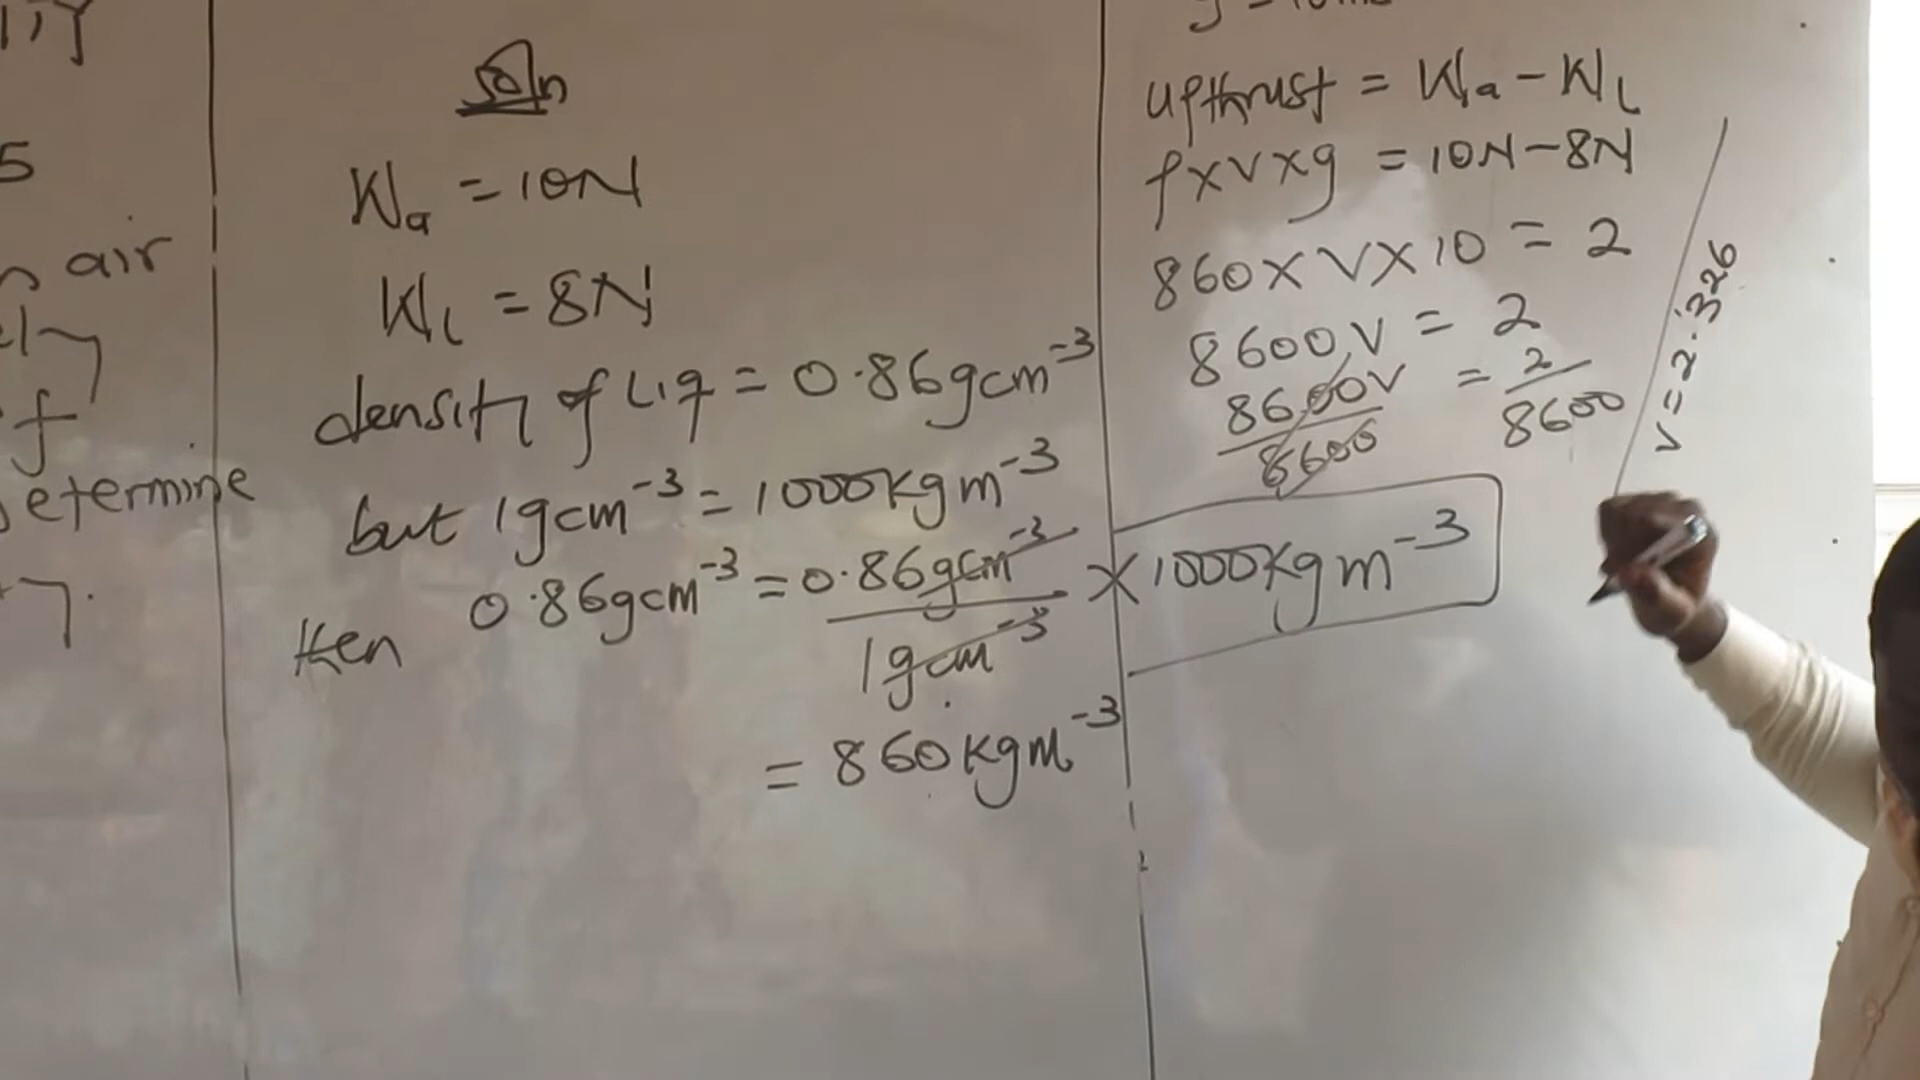 5
air
f
etermine
soln
Wa = 10N
WL = 8N
density of Liq = 0.86gcm⁻³
but 1gcm⁻³ = 1000kgm⁻³
then 0.86gcm⁻³ = 0.86gcm⁻³ / 1gcm⁻³ × 1000kgm⁻³
= 860kgm⁻³
upthrust = Wa - WL
ρ×v×g = 10N - 8N
860×V×10 = 2
8600V = 2
8600V / 8600 = 2 / 8600
V = 2.326